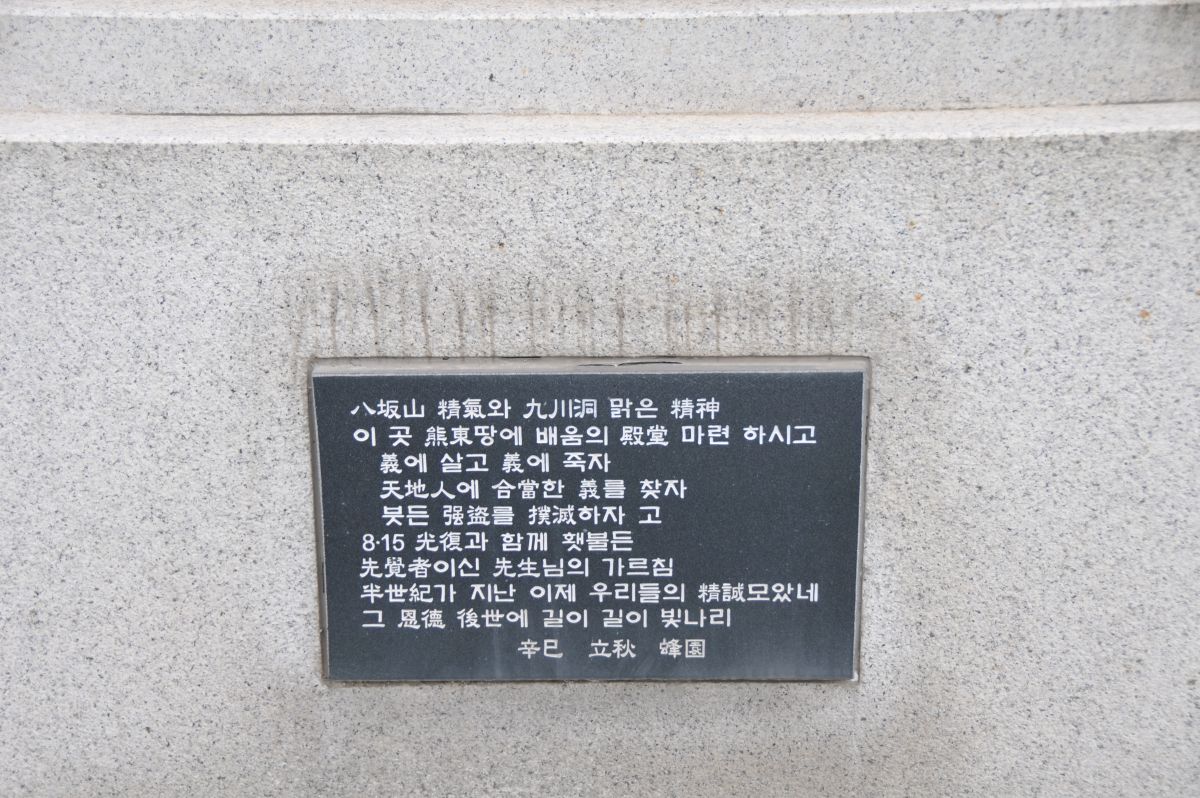 八坂山 精氣와 九川洞 맑은 精神
이 곳 熊東땅에 배움의 殿堂 마련 하시고
義에 살고 義에 죽자
天地人에 合當한 義를 찾자
붓든 强盜를 撲滅하자 고
8·15 光復과 함께 횃불든
先覺者이신 先生님의 가르침
半世紀가 지난 이제 우리들의 精誠모았네
그 恩德 後世에 길이 길이 빛나리
辛巳 立秋 蜂園